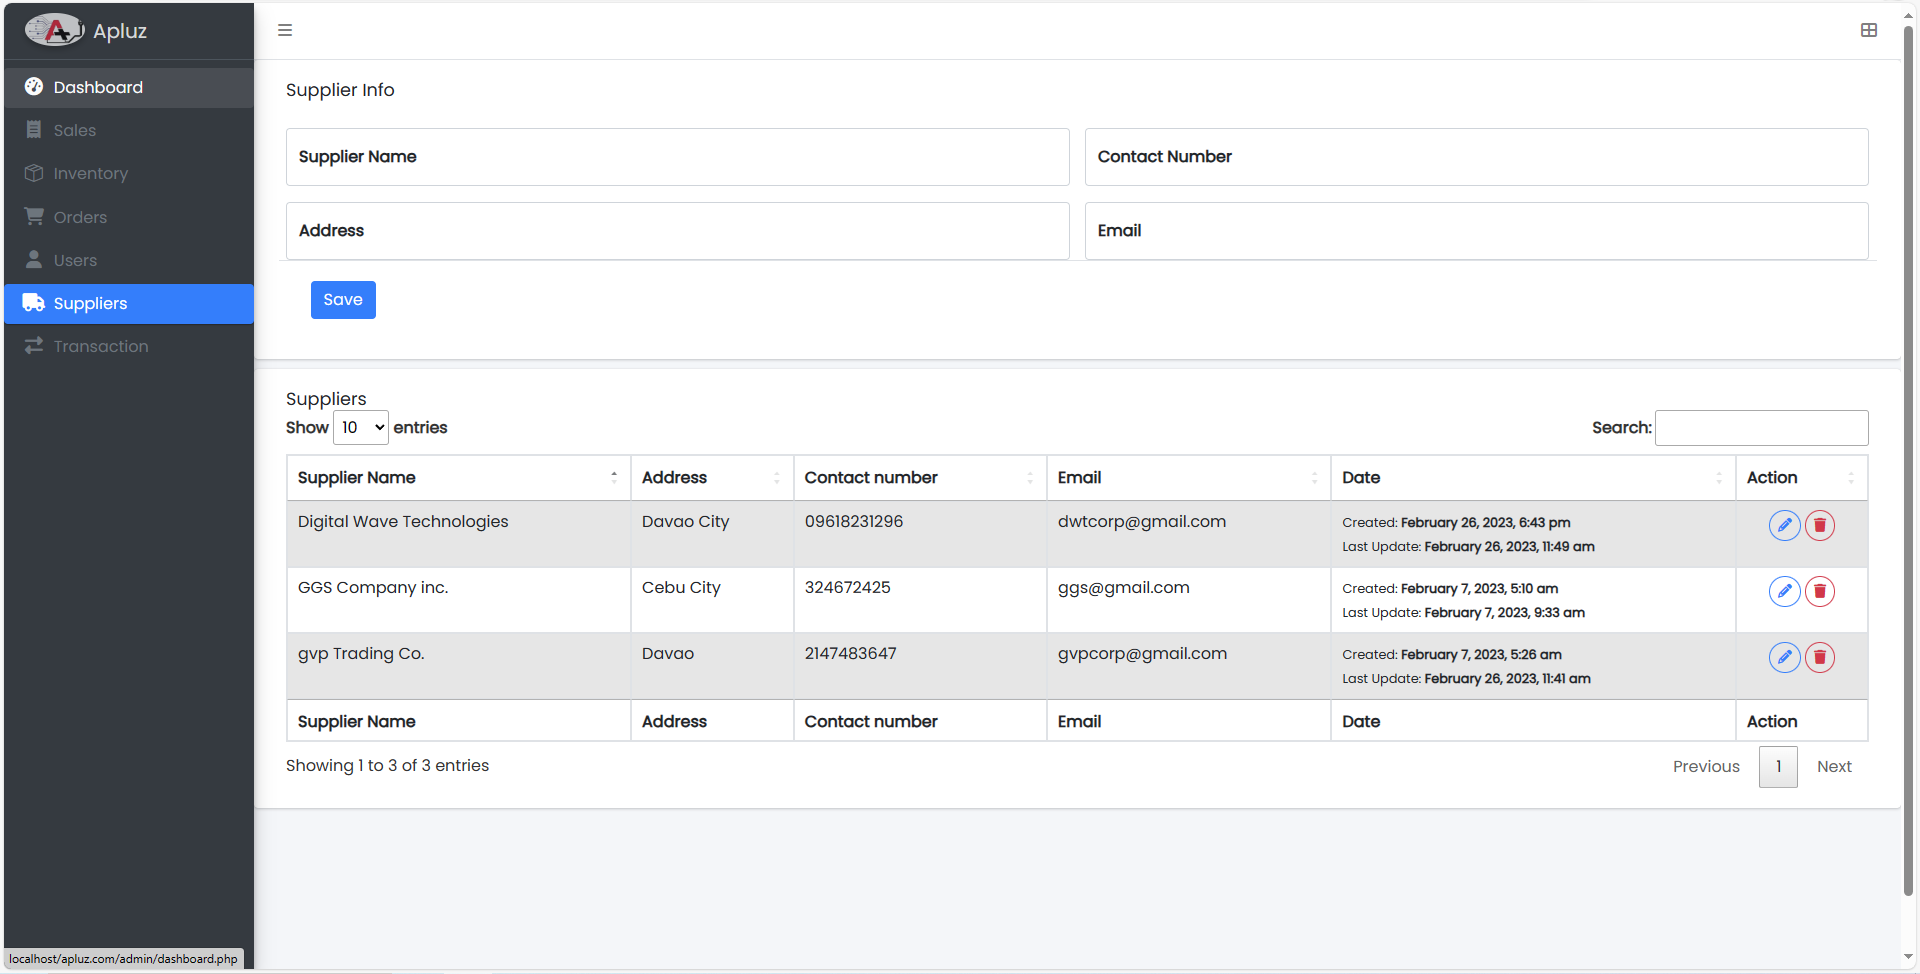 Apluz
Dashboard
Sales
Inventory
Orders
Users
Suppliers
Transaction
Supplier Info
Supplier Name
Contact Number
Address
Email
Save
Suppliers
Show 10 entries
Search:
Supplier Name Address Contact number Email Date Action
Digital Wave Technologies Davao City 09618231296 dwtcorp@gmail.com Created: February 26, 2023, 6:43 pm
Last Update: February 26, 2023, 11:49 am
GGS Company inc. Cebu City 324672425 ggs@gmail.com Created: February 7, 2023, 5:10 am
Last Update: February 7, 2023, 9:33 am
gvp Trading Co. Davao 2147483647 gvpcorp@gmail.com Created: February 7, 2023, 5:26 am
Last Update: February 26, 2023, 11:41 am
Supplier Name Address Contact number Email Date Action
Showing 1 to 3 of 3 entries
Previous 1 Next
localhost/apluz.com/admin/dashboard.php